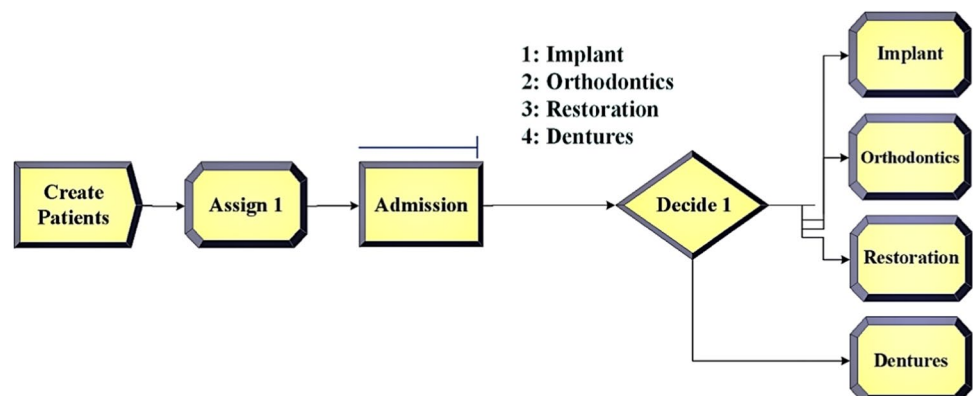 Create
Patients
Assign 1
Admission
1: Implant
2: Orthodontics
3: Restoration
4: Dentures
Decide 1
Implant
Orthodontics
Restoration
Dentures